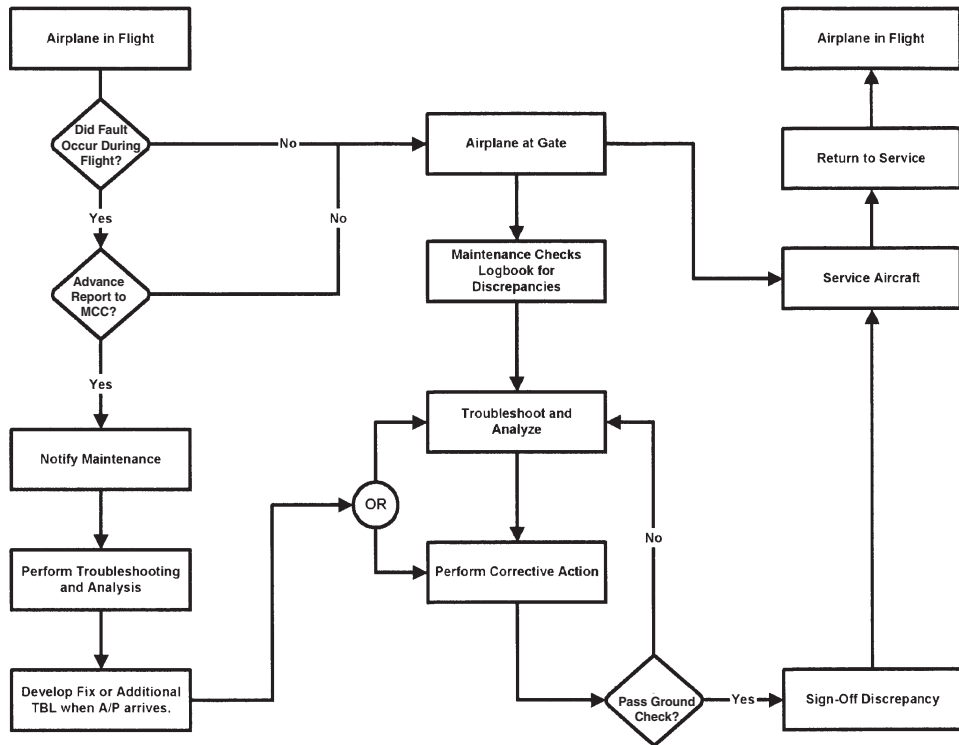 Airplane in Flight
Did Fault
Occur During
Flight?
No
Yes
Advance
Report to
MCC?
No
Yes
Notify Maintenance
Perform Troubleshooting
and Analysis
Develop Fix or Additional
TBL when A/P arrives.
OR
Airplane at Gate
Maintenance Checks
Logbook for
Discrepancies
Troubleshoot and
Analyze
Perform Corrective Action
No
Pass Ground
Check?
Yes
Sign-Off Discrepancy
Service Aircraft
Return to Service
Airplane in Flight